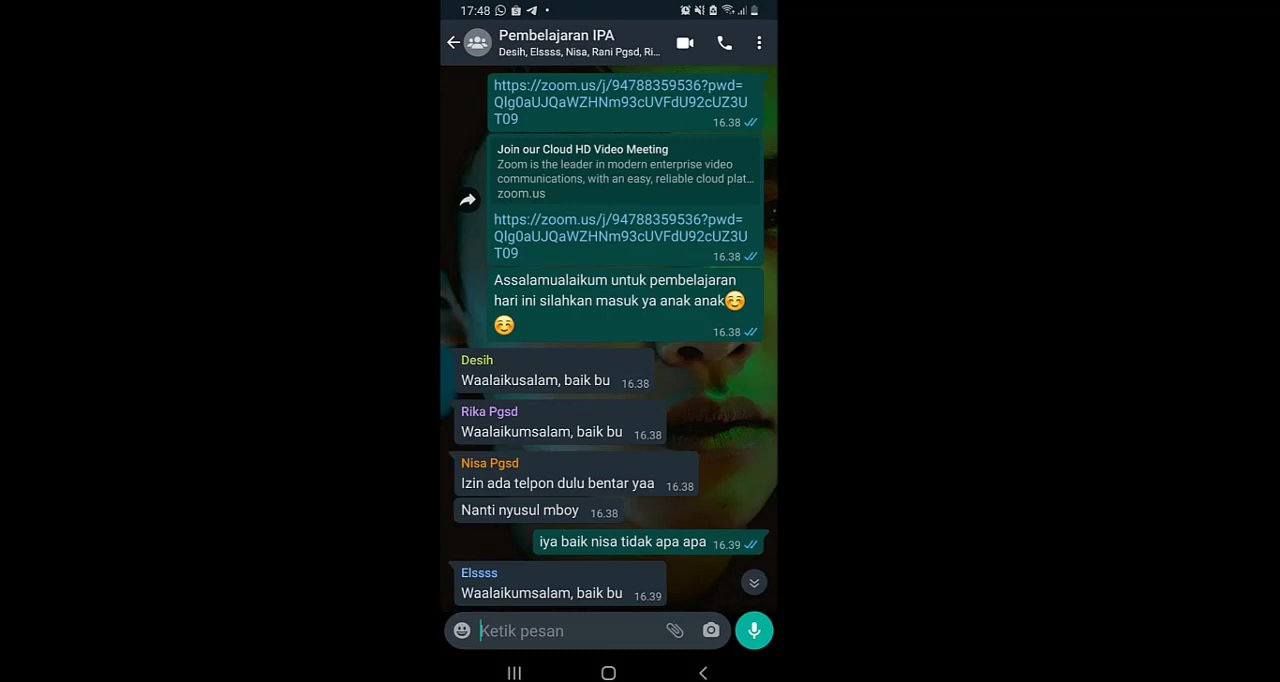 17:48
Pembelajaran IPA
Desih, Elssss, Nisa, Rani Pgsd, Ri...
https://zoom.us/j/94788359536?pwd=
QIg0aUJQaWZHNm93cUVFdU92cUZ3U
T09
16.38
Join our Cloud HD Video Meeting
Zoom is the leader in modern enterprise video
communications, with an easy, reliable cloud plat...
zoom.us
https://zoom.us/j/94788359536?pwd=
QIg0aUJQaWZHNm93cUVFdU92cUZ3U
T09
16.38
Assalamualaikum untuk pembelajaran
hari ini silahkan masuk ya anak anak☺️
☺️
16.38
Desih
Waalaikusalam, baik bu 16.38
Rika Pgsd
Waalaikumsalam, baik bu 16.38
Nisa Pgsd
Izin ada telpon dulu bentar yaa 16.38
Nanti nyusul mboy 16.38
iya baik nisa tidak apa apa 16.39
Elssss
Waalaikumsalam, baik bu 16.39
Ketik pesan